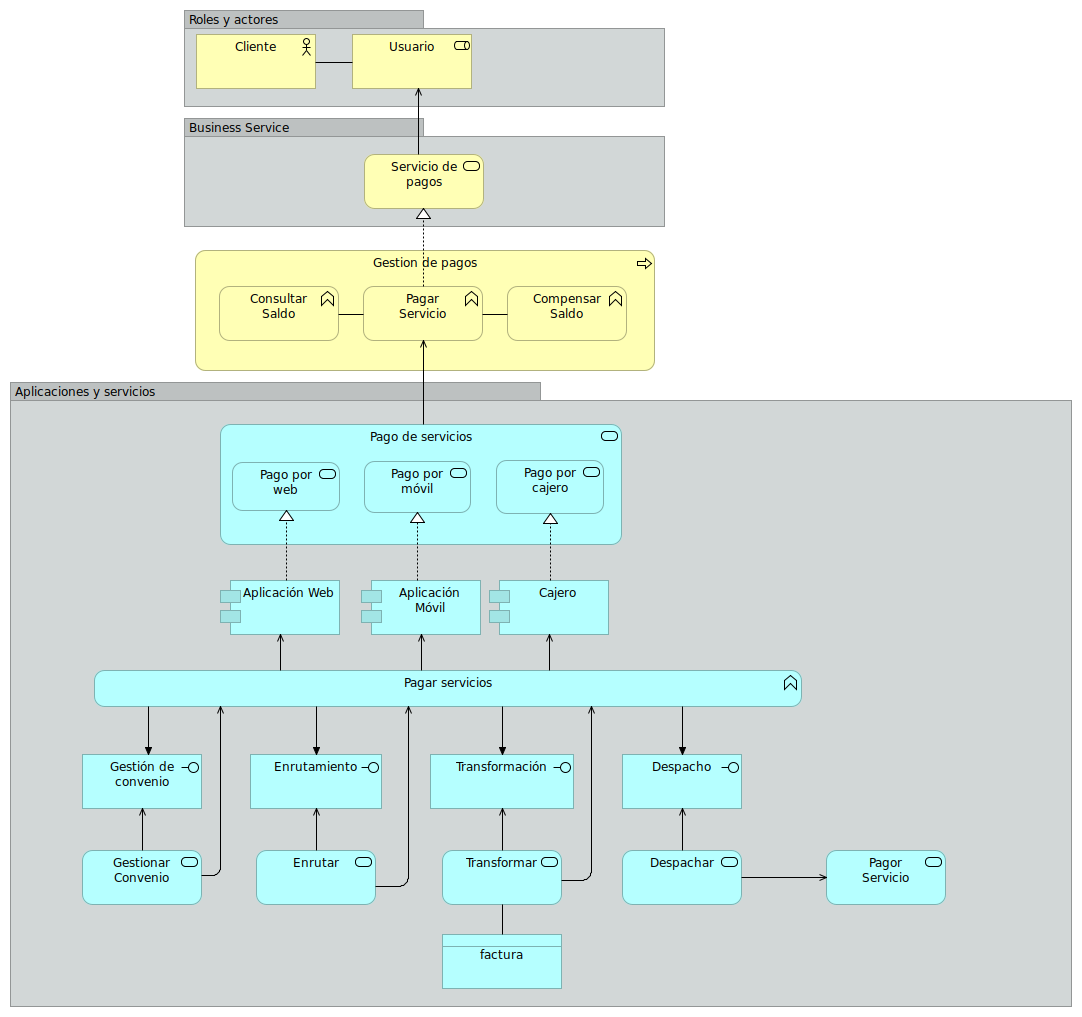 Roles y actores
Cliente
Usuario
Business Service
Servicio de
pagos
Gestion de pagos
Consultar
Saldo
Pagar
Servicio
Compensar
Saldo
Aplicaciones y servicios
Pago de servicios
Pago por
web
Pago por
móvil
Pago por
cajero
Aplicación Web
Aplicación
Móvil
Cajero
Pagar servicios
Gestión de
convenio
Enrutamiento
Transformación
Despacho
Gestionar
Convenio
Enrutar
Transformar
Despachar
Pagor
Servicio
factura